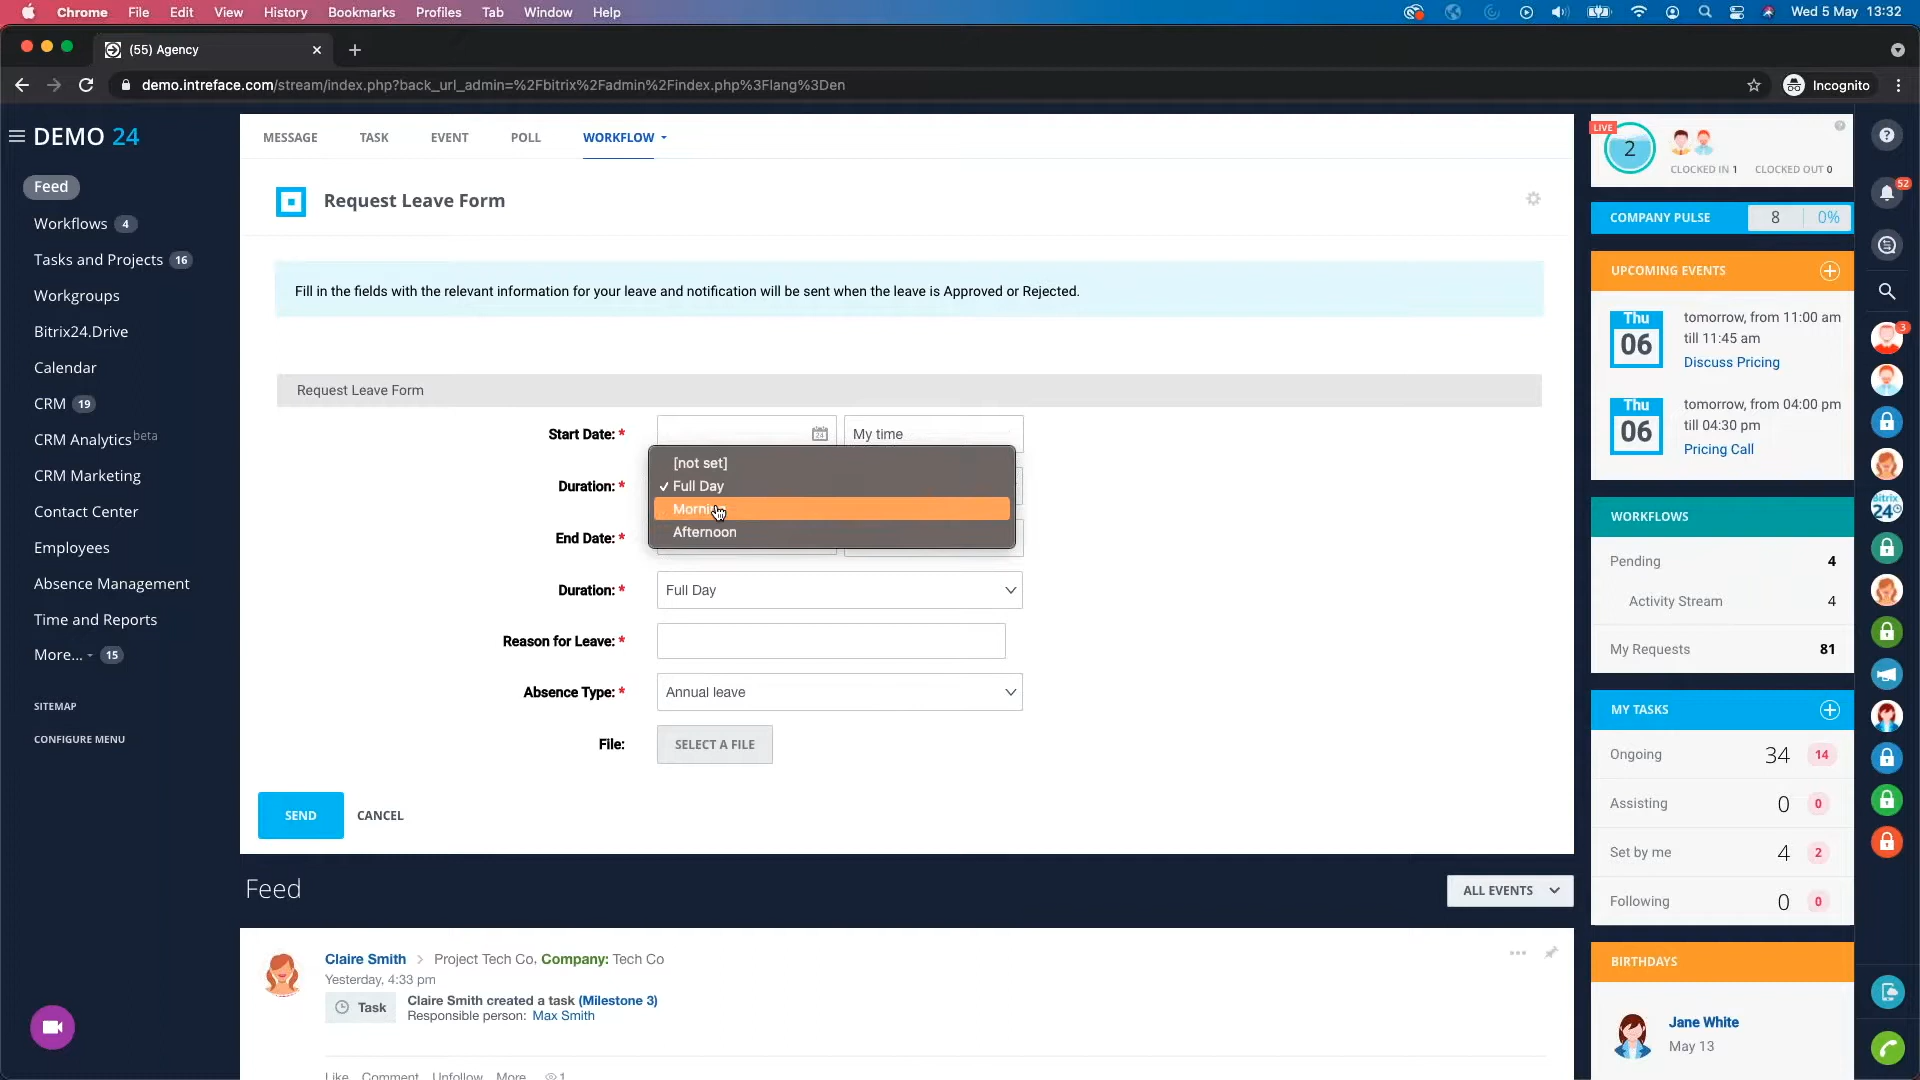 Chrome File Edit View History Bookmarks Profiles Tab Window Help
Wed 5 May 13:32
(55) Agency
demo.intreface.com/stream/index.php?back_url_admin=%2Fbitrix%2Fadmin%2Findex.php%3Flang%3Den
Incognito
DEMO 24
Feed
Workflows 4
Tasks and Projects 16
Workgroups
Bitrix24.Drive
Calendar
CRM 19
CRM Analytics beta
CRM Marketing
Contact Center
Employees
Absence Management
Time and Reports
More... 15
SITEMAP
CONFIGURE MENU
MESSAGE TASK EVENT POLL WORKFLOW
Request Leave Form
Fill in the fields with the relevant information for your leave and notification will be sent when the leave is Approved or Rejected.
Request Leave Form
Start Date: * 24 My time
Duration: *
[not set]
✓ Full Day
Afternoon
End Date: *
Duration: * Full Day
Reason for Leave: *
Absence Type: * Annual leave
File: SELECT A FILE
SEND CANCEL
Feed
ALL EVENTS
Claire Smith > Project Tech Co, Company: Tech Co
Yesterday, 4:33 pm
Task
Claire Smith created a task (Milestone 3)
Responsible person: Max Smith
Like Comment Unfollow More 1
LIVE
2
CLOCKED IN 1 CLOCKED OUT 0
COMPANY PULSE 8 0%
UPCOMING EVENTS
Thu
06
tomorrow, from 11:00 am
till 11:45 am
Discuss Pricing
Thu
06
tomorrow, from 04:00 pm
till 04:30 pm
Pricing Call
WORKFLOWS
Pending 4
Activity Stream 4
My Requests 81
MY TASKS
Ongoing 34 14
Assisting 0 0
Set by me 4 2
Following 0 0
BIRTHDAYS
Jane White
May 13
?
52
3
Bitrix
24